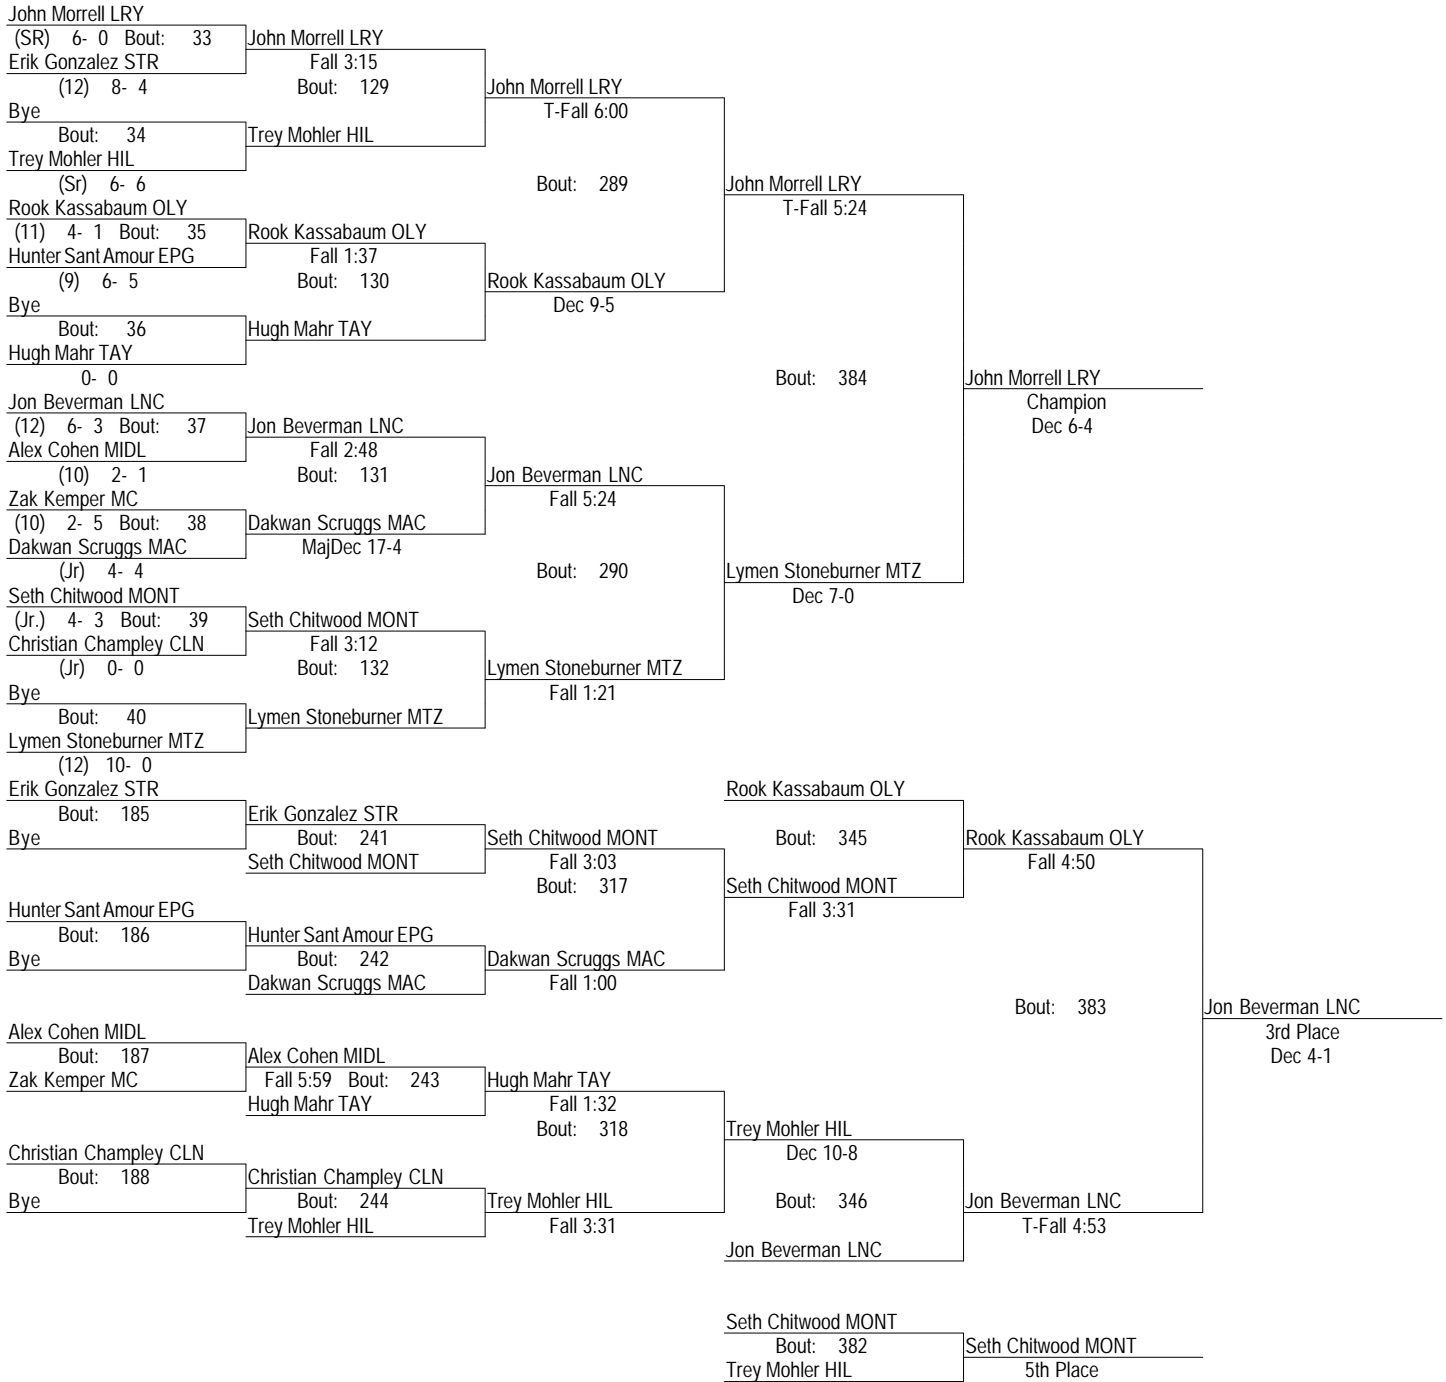 John Morrell LRY
(SR) 6- 0 Bout: 33 John Morrell LRY
Erik Gonzalez STR Fall 3:15
(12) 8- 4 Bout: 129 John Morrell LRY
Bye T-Fall 6:00
Bout: 34 Trey Mohler HIL
Trey Mohler HIL
(Sr) 6- 6 Bout: 289 John Morrell LRY
Rook Kassabaum OLY T-Fall 5:24
(11) 4- 1 Bout: 35 Rook Kassabaum OLY
Hunter Sant Amour EPG Fall 1:37
(9) 6- 5 Bout: 130 Rook Kassabaum OLY
Bye Dec 9-5
Bout: 36 Hugh Mahr TAY
Hugh Mahr TAY
0- 0 Bout: 384 John Morrell LRY
Jon Beverman LNC Champion
(12) 6- 3 Bout: 37 Jon Beverman LNC Dec 6-4
Alex Cohen MIDL Fall 2:48
(10) 2- 1 Bout: 131 Jon Beverman LNC
Zak Kemper MC Fall 5:24
(10) 2- 5 Bout: 38 Dakwan Scruggs MAC
Dakwan Scruggs MAC MajDec 17-4
(Jr) 4- 4 Bout: 290 Lymen Stoneburner MTZ
Seth Chitwood MONT Dec 7-0
(Jr.) 4- 3 Bout: 39 Seth Chitwood MONT
Christian Champley CLN Fall 3:12
(Jr) 0- 0 Bout: 132 Lymen Stoneburner MTZ
Bye Fall 1:21
Bout: 40 Lymen Stoneburner MTZ
Lymen Stoneburner MTZ
(12) 10- 0
Erik Gonzalez STR Rook Kassabaum OLY
Bout: 185 Erik Gonzalez STR
Bye Bout: 241 Seth Chitwood MONT Bout: 345 Rook Kassabaum OLY
Seth Chitwood MONT Fall 3:03 Fall 4:50
Bout: 317 Seth Chitwood MONT
Hunter Sant Amour EPG Fall 3:31
Bout: 186 Hunter Sant Amour EPG
Bye Bout: 242 Dakwan Scruggs MAC
Dakwan Scruggs MAC Fall 1:00
Bout: 383 Jon Beverman LNC
Alex Cohen MIDL 3rd Place
Bout: 187 Alex Cohen MIDL Dec 4-1
Zak Kemper MC Fall 5:59 Bout: 243 Hugh Mahr TAY
Hugh Mahr TAY Fall 1:32
Bout: 318 Trey Mohler HIL
Christian Champley CLN Dec 10-8
Bout: 188 Christian Champley CLN
Bye Bout: 244 Trey Mohler HIL Bout: 346 Jon Beverman LNC
Trey Mohler HIL Fall 3:31 T-Fall 4:53
Jon Beverman LNC
Seth Chitwood MONT
Bout: 382 Seth Chitwood MONT
Trey Mohler HIL 5th Place